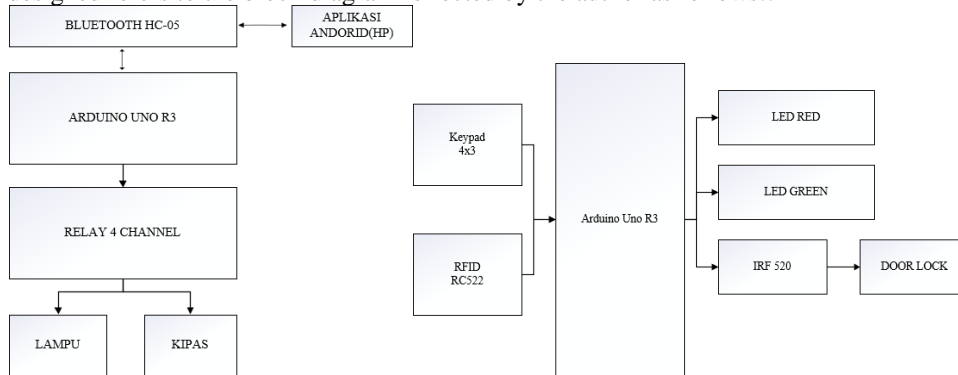 BLUETOOTH HC-05
APLIKASI
ANDORID(HP)
ARDUINO UNO R3
RELAY 4 CHANNEL
LAMPU
KIPAS
Keypad
4x3
RFID
RC522
Arduino Uno R3
LED RED
LED GREEN
IRF 520
DOOR LOCK